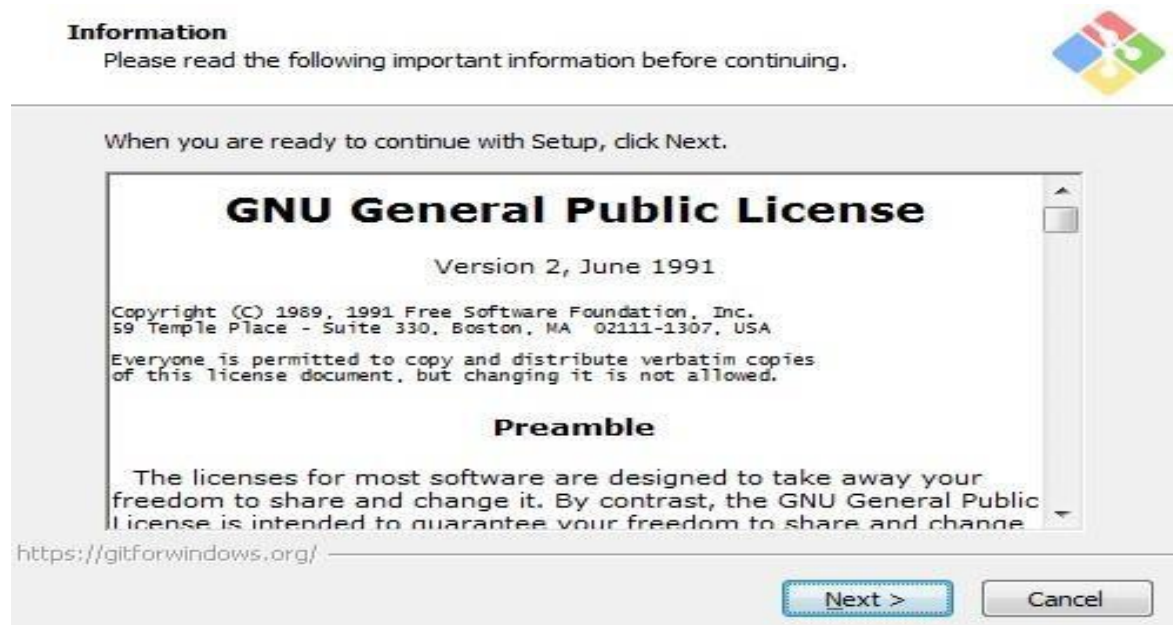 Information
Please read the following important information before continuing.
When you are ready to continue with Setup, click Next.
GNU General Public License
Version 2, June 1991
Copyright (C) 1989, 1991 Free Software Foundation, Inc.
59 Temple Place - Suite 330, Boston, MA  02111-1307, USA
Everyone is permitted to copy and distribute verbatim copies
of this license document, but changing it is not allowed.
Preamble
The licenses for most software are designed to take away your
freedom to share and change it. By contrast, the GNU General Public
License is intended to guarantee your freedom to share and change
https://gitforwindows.org/
Next >
Cancel